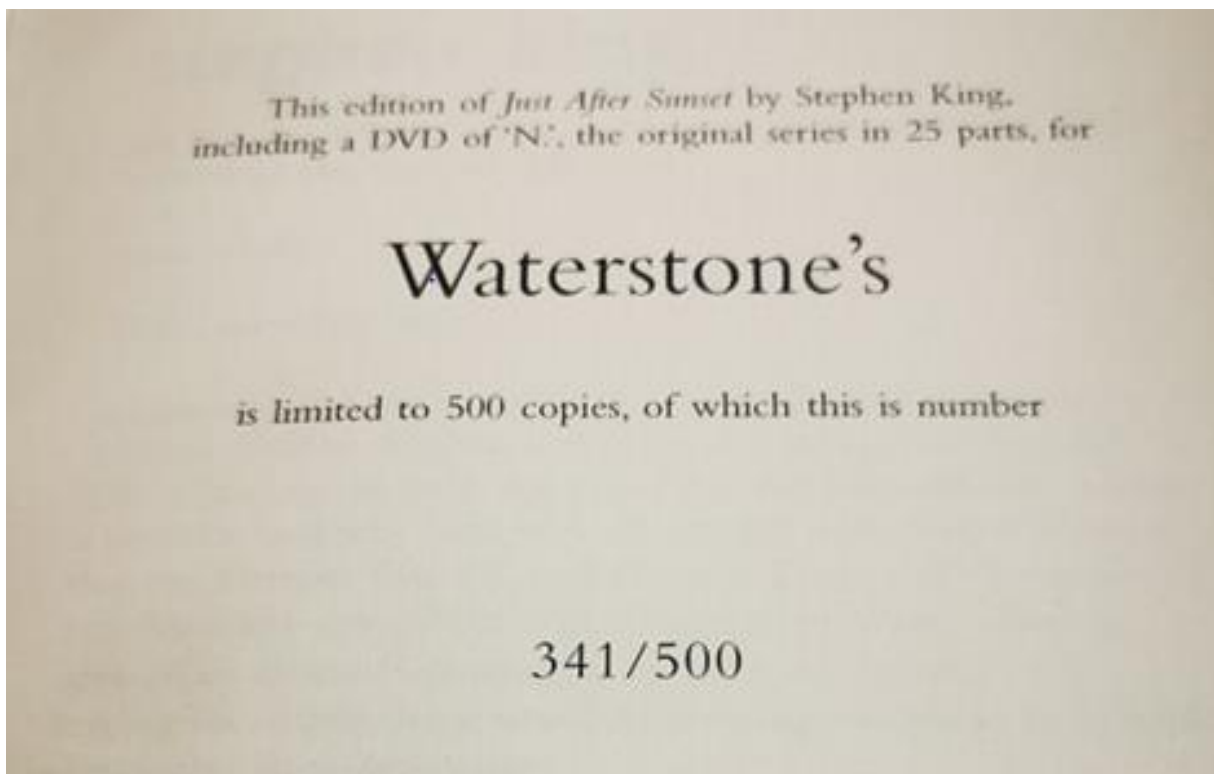 This edition of Just After Sunset by Stephen King,
including a DVD of 'N.', the original series in 25 parts, for
Waterstone's
is limited to 500 copies, of which this is number
341/500